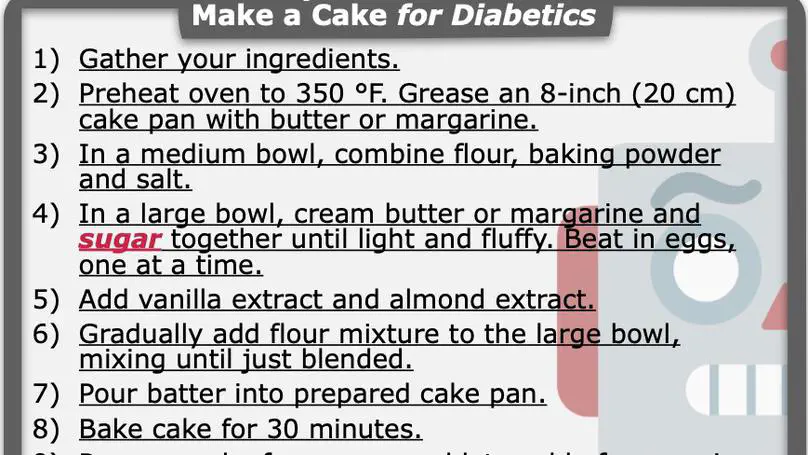 Make a Cake for Diabetics
1) Gather your ingredients.
2) Preheat oven to 350 °F. Grease an 8-inch (20 cm)
cake pan with butter or margarine.
3) In a medium bowl, combine flour, baking powder
and salt.
4) In a large bowl, cream butter or margarine and
sugar together until light and fluffy. Beat in eggs,
one at a time.
5) Add vanilla extract and almond extract.
6) Gradually add flour mixture to the large bowl,
mixing until just blended.
7) Pour batter into prepared cake pan.
8) Bake cake for 30 minutes.